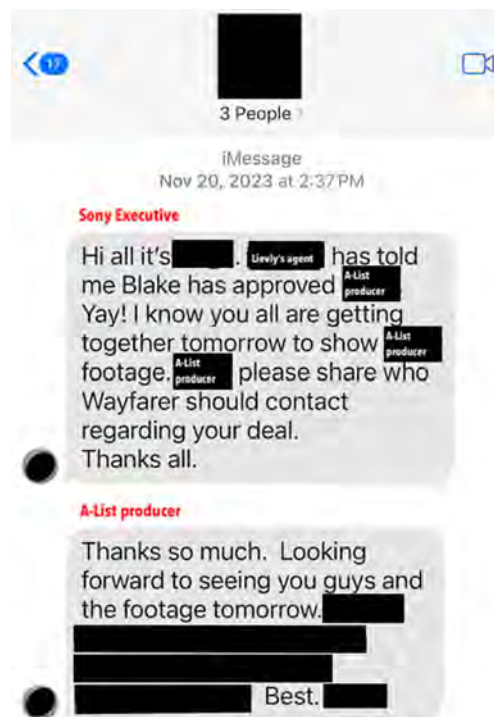 17
3 People >
iMessage
Nov 20, 2023 at 2:37 PM
Sony Executive
Hi all it's . Lievly's agent has told
me Blake has approved A-List producer
Yay! I know you all are getting
together tomorrow to show A-List producer
footage. A-List producer please share who
Wayfarer should contact
regarding your deal.
Thanks all.
A-List producer
Thanks so much. Looking
forward to seeing you guys and
the footage tomorrow.
Best.